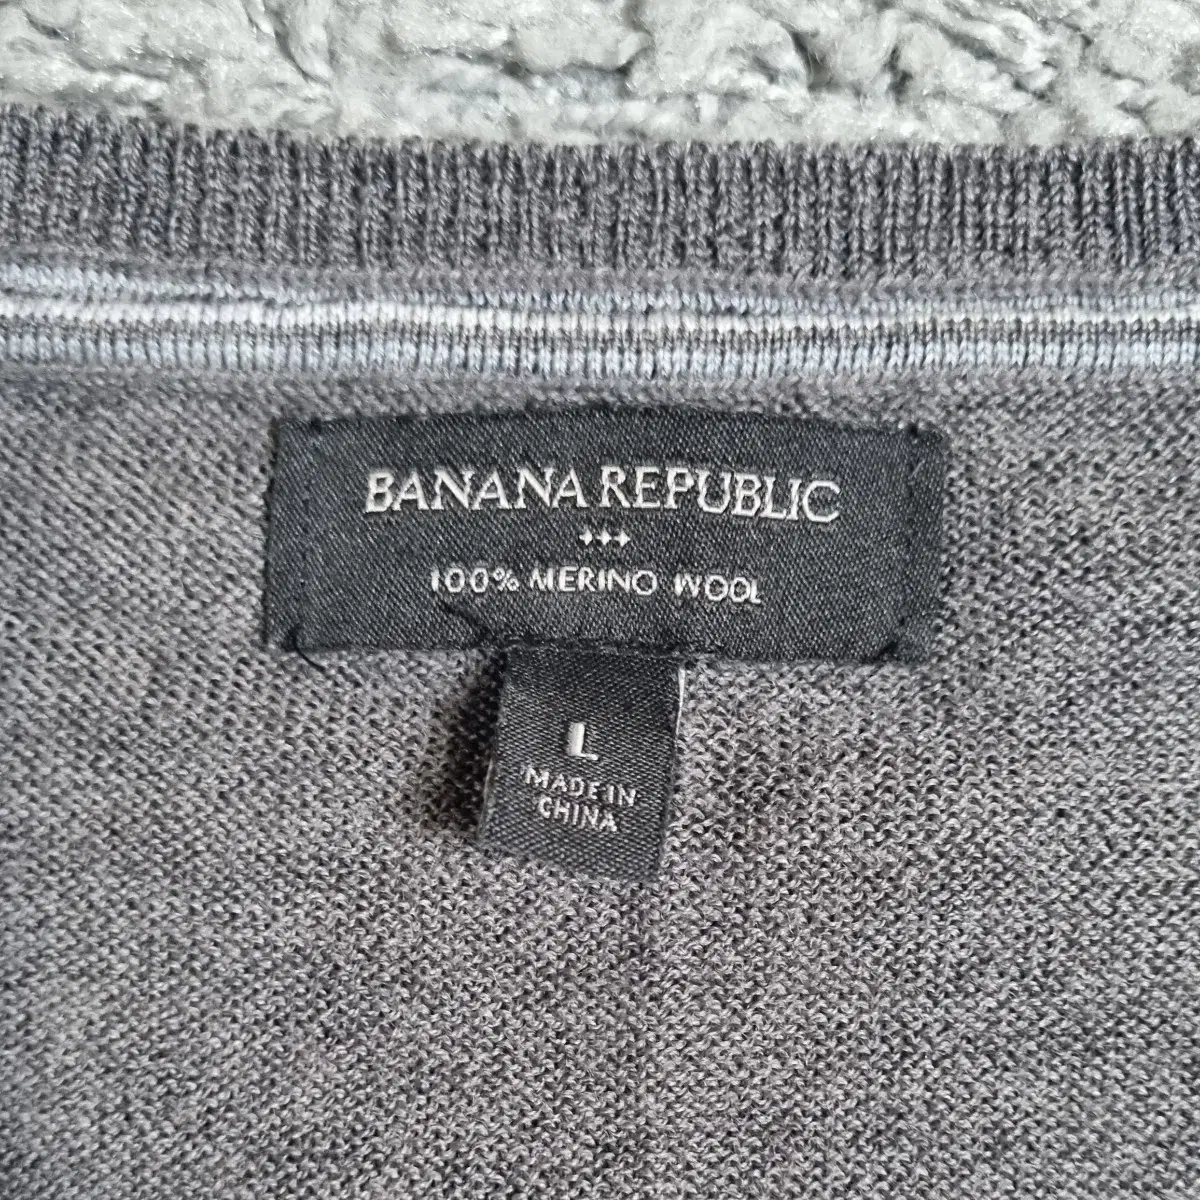 BANANA REPUBLIC
100% MERINO WOOL
L
MADE IN
CHINA